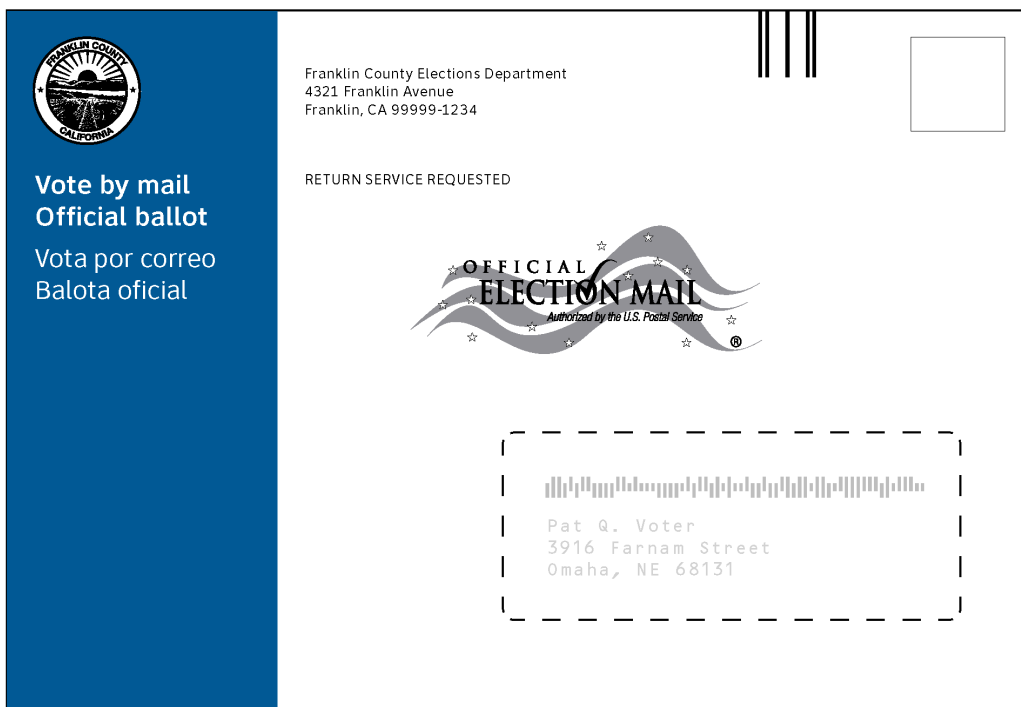 FRANKLIN COUNTY
CALIFORNIA
Vote by mail
Official ballot
Vota por correo
Balota oficial
Franklin County Elections Department
4321 Franklin Avenue
Franklin, CA 99999-1234
RETURN SERVICE REQUESTED
OFFICIAL
ELECTION MAIL
Authorized by the U.S. Postal Service
®
Pat Q. Voter
3916 Farnam Street
Omaha, NE 68131